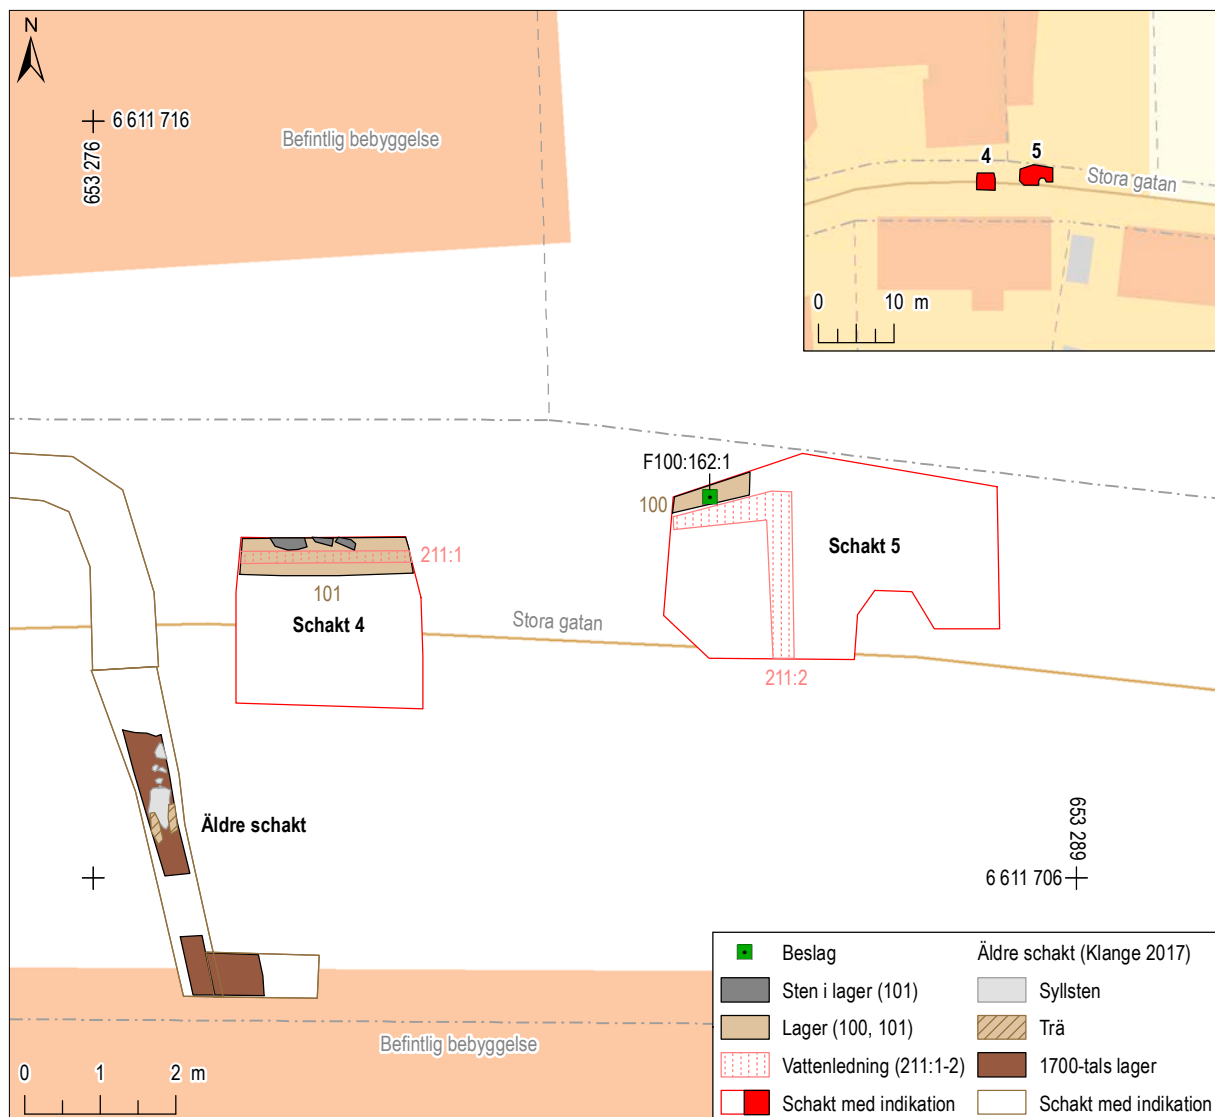 N
6 611 716
653 276
Befintlig bebyggelse
4
5
Stora gatan
0 10 m
F100:162:1
100
211:1
101
Schakt 4
Schakt 5
Stora gatan
211:2
Äldre schakt
653 289
6 611 706
Befintlig bebyggelse
0 1 2 m
Beslag
Sten i lager (101)
Lager (100, 101)
Vattenledning (211:1-2)
Schakt med indikation
Äldre schakt (Klange 2017)
Syllsten
Trä
1700-tals lager
Schakt med indikation